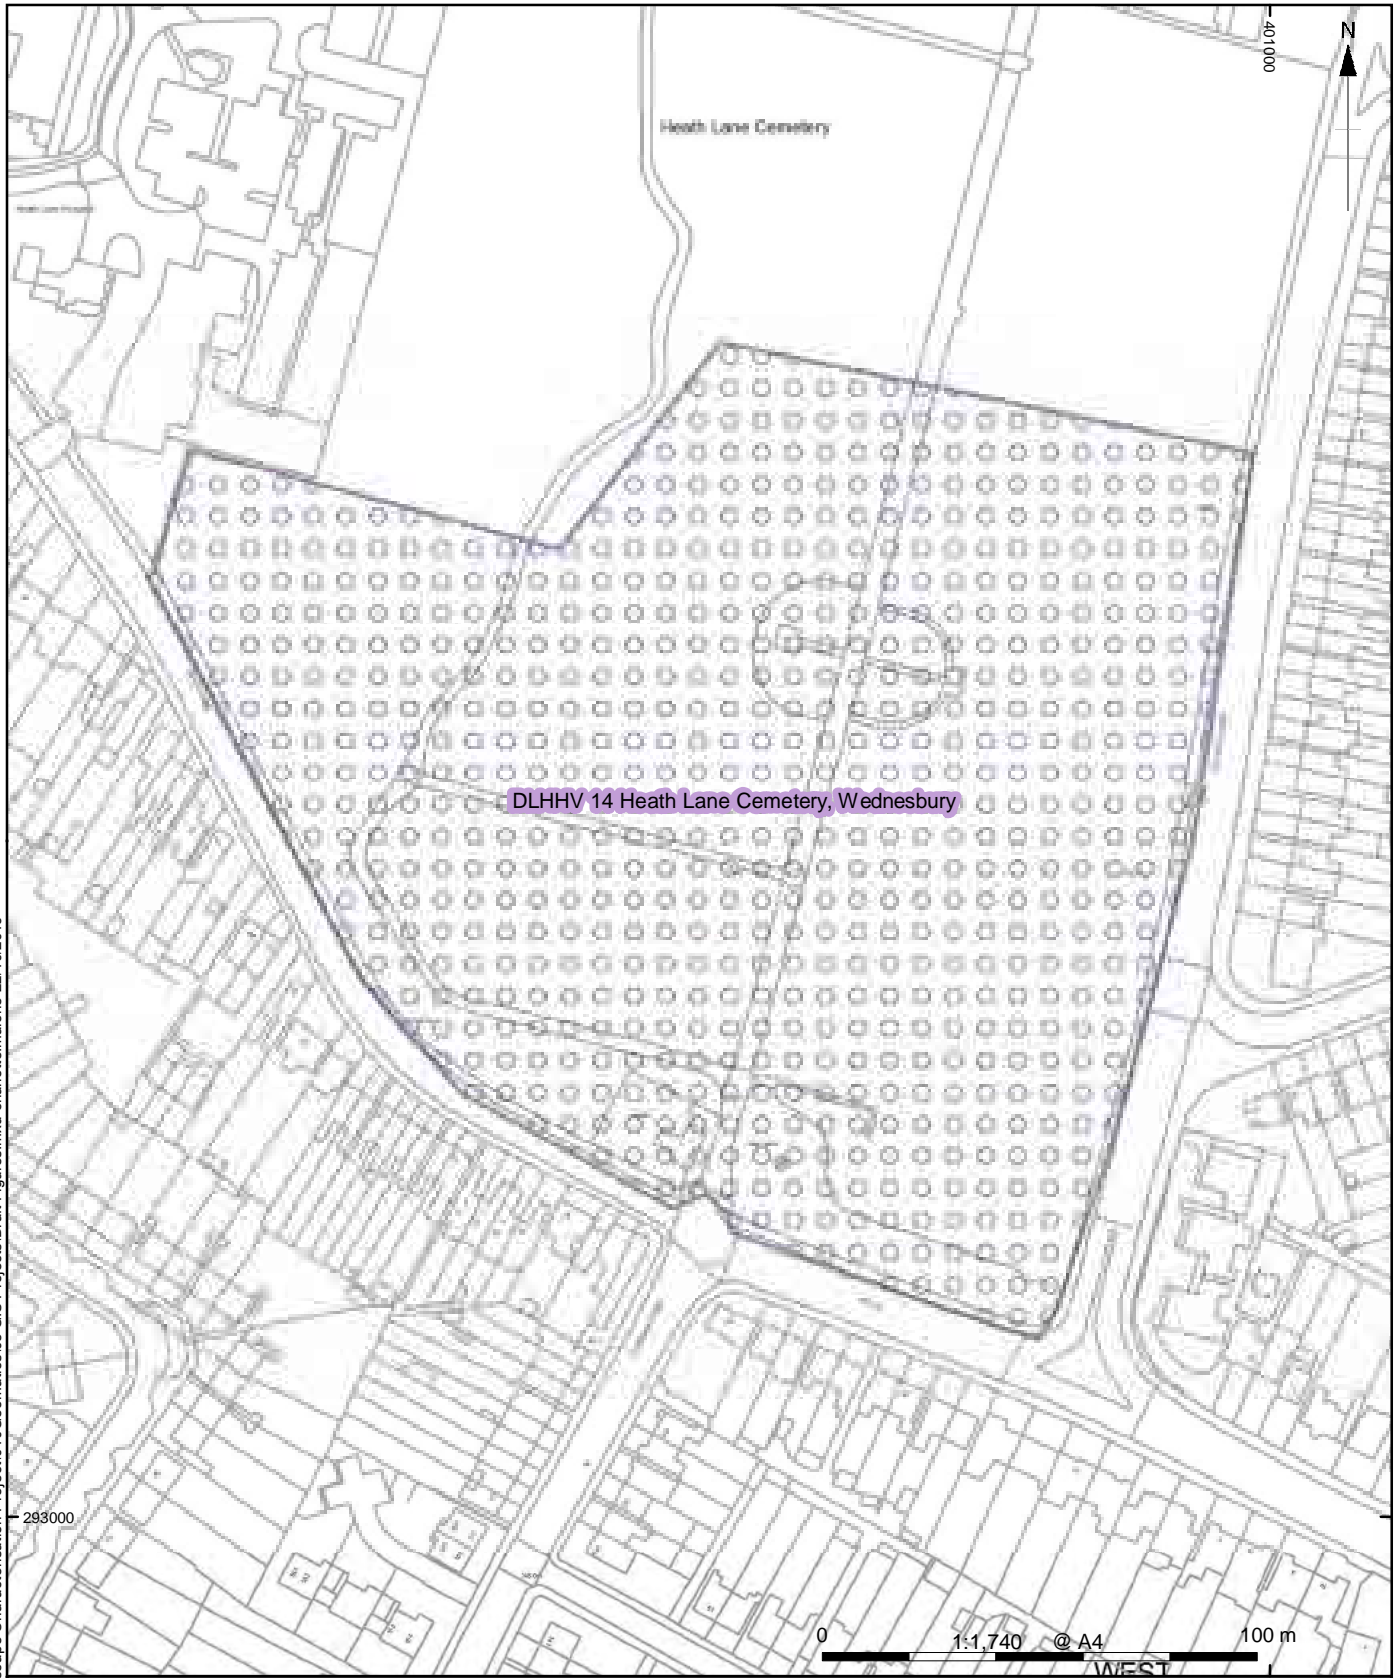 401000
N
Heath Lane Cemetery
DLHHV 14 Heath Lane Cemetery, Wednesbury
293000
0
1:1,740 @ A4
100 m
WEST